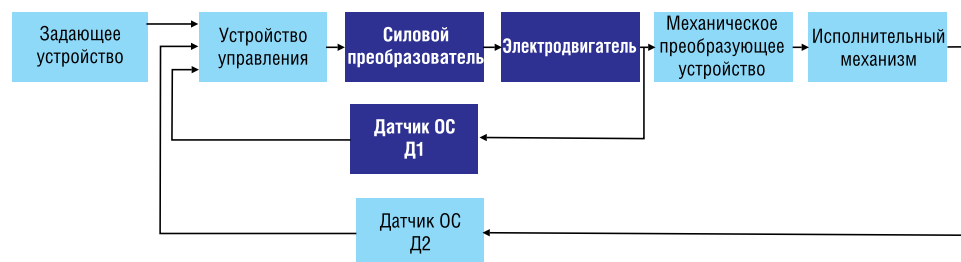 Задающее
устройство
Устройство
управления
Силовой
преобразователь
Электродвигатель
Механическое
преобразующее
устройство
Исполнительный
механизм
Датчик ОС
Д1
Датчик ОС
Д2